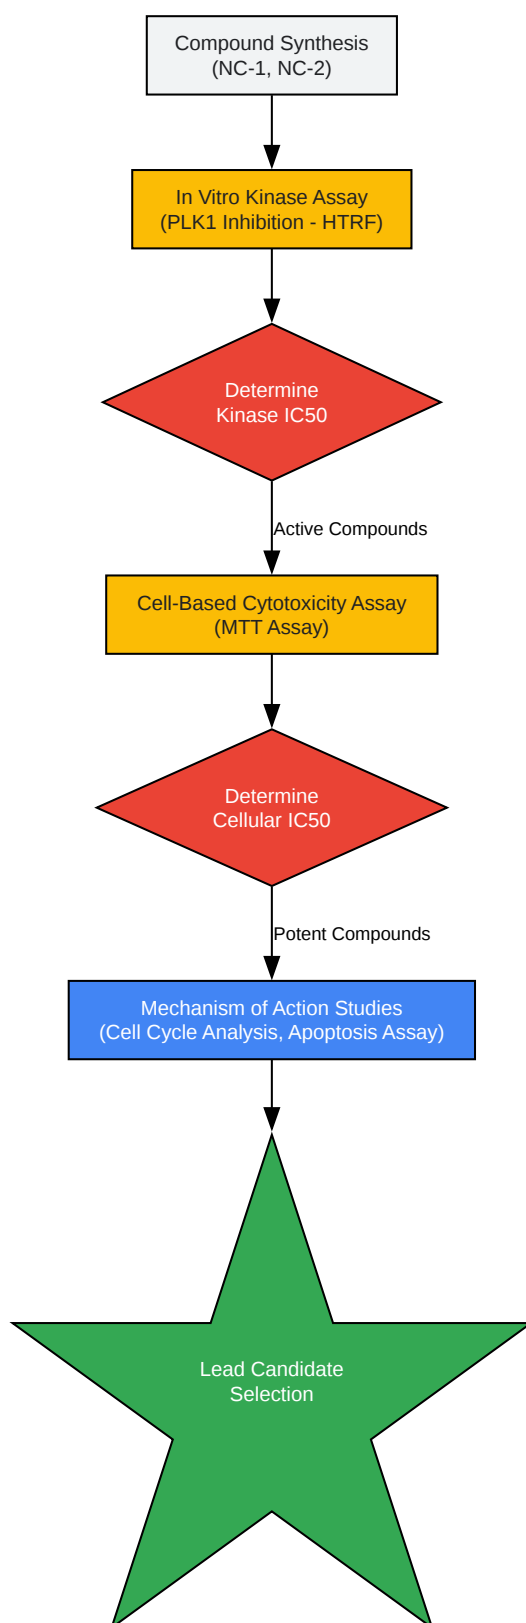 Compound Synthesis
(NC-1, NC-2)
In Vitro Kinase Assay
(PLK1 Inhibition - HTRF)
Determine
Kinase IC50
Active Compounds
Cell-Based Cytotoxicity Assay
(MTT Assay)
Determine
Cellular IC50
Potent Compounds
Mechanism of Action Studies
(Cell Cycle Analysis, Apoptosis Assay)
Lead Candidate
Selection